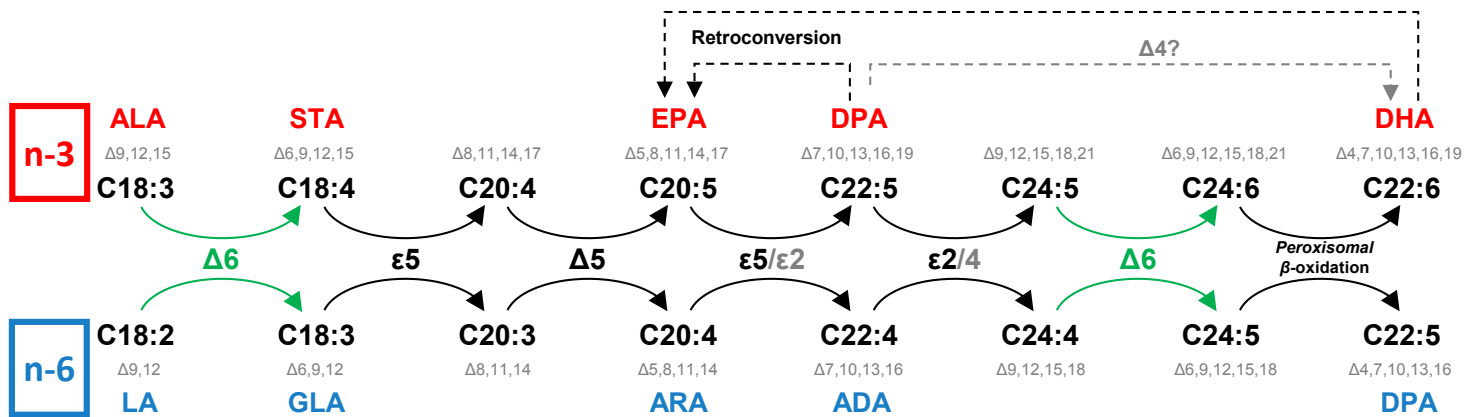 Retroconversion
Δ4?
ALA STA EPA DPA DHA
n-3
Δ9,12,15 Δ6,9,12,15 Δ8,11,14,17 Δ5,8,11,14,17 Δ7,10,13,16,19 Δ9,12,15,18,21 Δ6,9,12,15,18,21 Δ4,7,10,13,16,19
C18:3 C18:4 C20:4 C20:5 C22:5 C24:5 C24:6 C22:6
Δ6 ε5 Δ5 ε5/ε2 ε2/4 Δ6 Peroxisomal
β-oxidation
C18:2 C18:3 C20:3 C20:4 C22:4 C24:4 C24:5 C22:5
n-6
Δ9,12 Δ6,9,12 Δ8,11,14 Δ5,8,11,14 Δ7,10,13,16 Δ9,12,15,18 Δ6,9,12,15,18 Δ4,7,10,13,16
LA GLA ARA ADA DPA